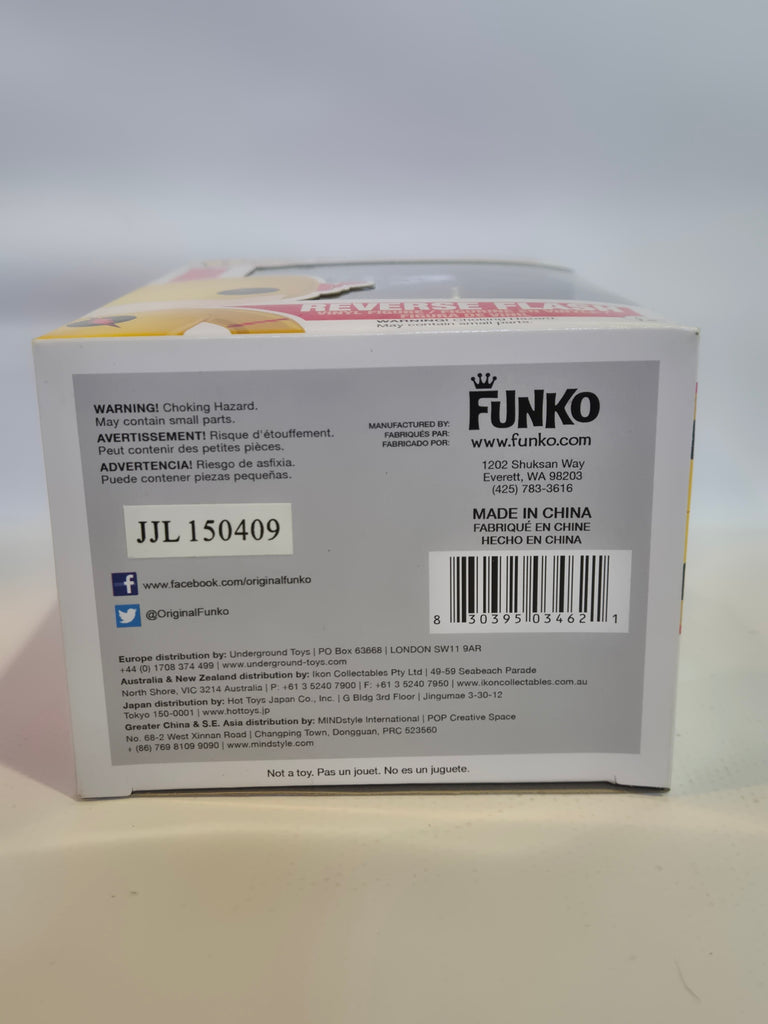 REVERSE FLASH
WARNING! Choking Hazard.
May contain small parts.
WARNING! Choking Hazard.
May contain small parts.
AVERTISSEMENT! Risque d'étouffement.
Peut contenir des petites pièces.
ADVERTENCIA! Riesgo de asfixia.
Puede contener piezas pequeñas.
JJL 150409
f www.facebook.com/originalfunko
@OriginalFunko
MANUFACTURED BY:
FABRIQUÉS PAR:
FABRICADO POR:
FUNKO
www.funko.com
1202 Shuksan Way
Everett, WA 98203
(425) 783-3616
MADE IN CHINA
FABRIQUÉ EN CHINE
HECHO EN CHINA
8 30395 03462 1
Europe distribution by: Underground Toys | PO Box 63668 | LONDON SW11 9AR
+44 (0) 1708 374 499 | www.underground-toys.com
Australia & New Zealand distribution by: Ikon Collectables Pty Ltd | 49-59 Seabeach Parade
North Shore, VIC 3214 Australia | P: +61 3 5240 7900 | F: +61 3 5240 7950 | www.ikoncollectables.com.au
Japan distribution by: Hot Toys Japan Co., Inc. | G Bldg 3rd Floor | Jingumae 3-30-12
Tokyo 150-0001 | www.hottoys.jp
Greater China & S.E. Asia distribution by: MINDstyle International | POP Creative Space
No. 68-2 West Xinnan Road | Changping Town, Dongguan, PRC 523560
+ (86) 769 8109 9090 | www.mindstyle.com
Not a toy. Pas un jouet. No es un juguete.